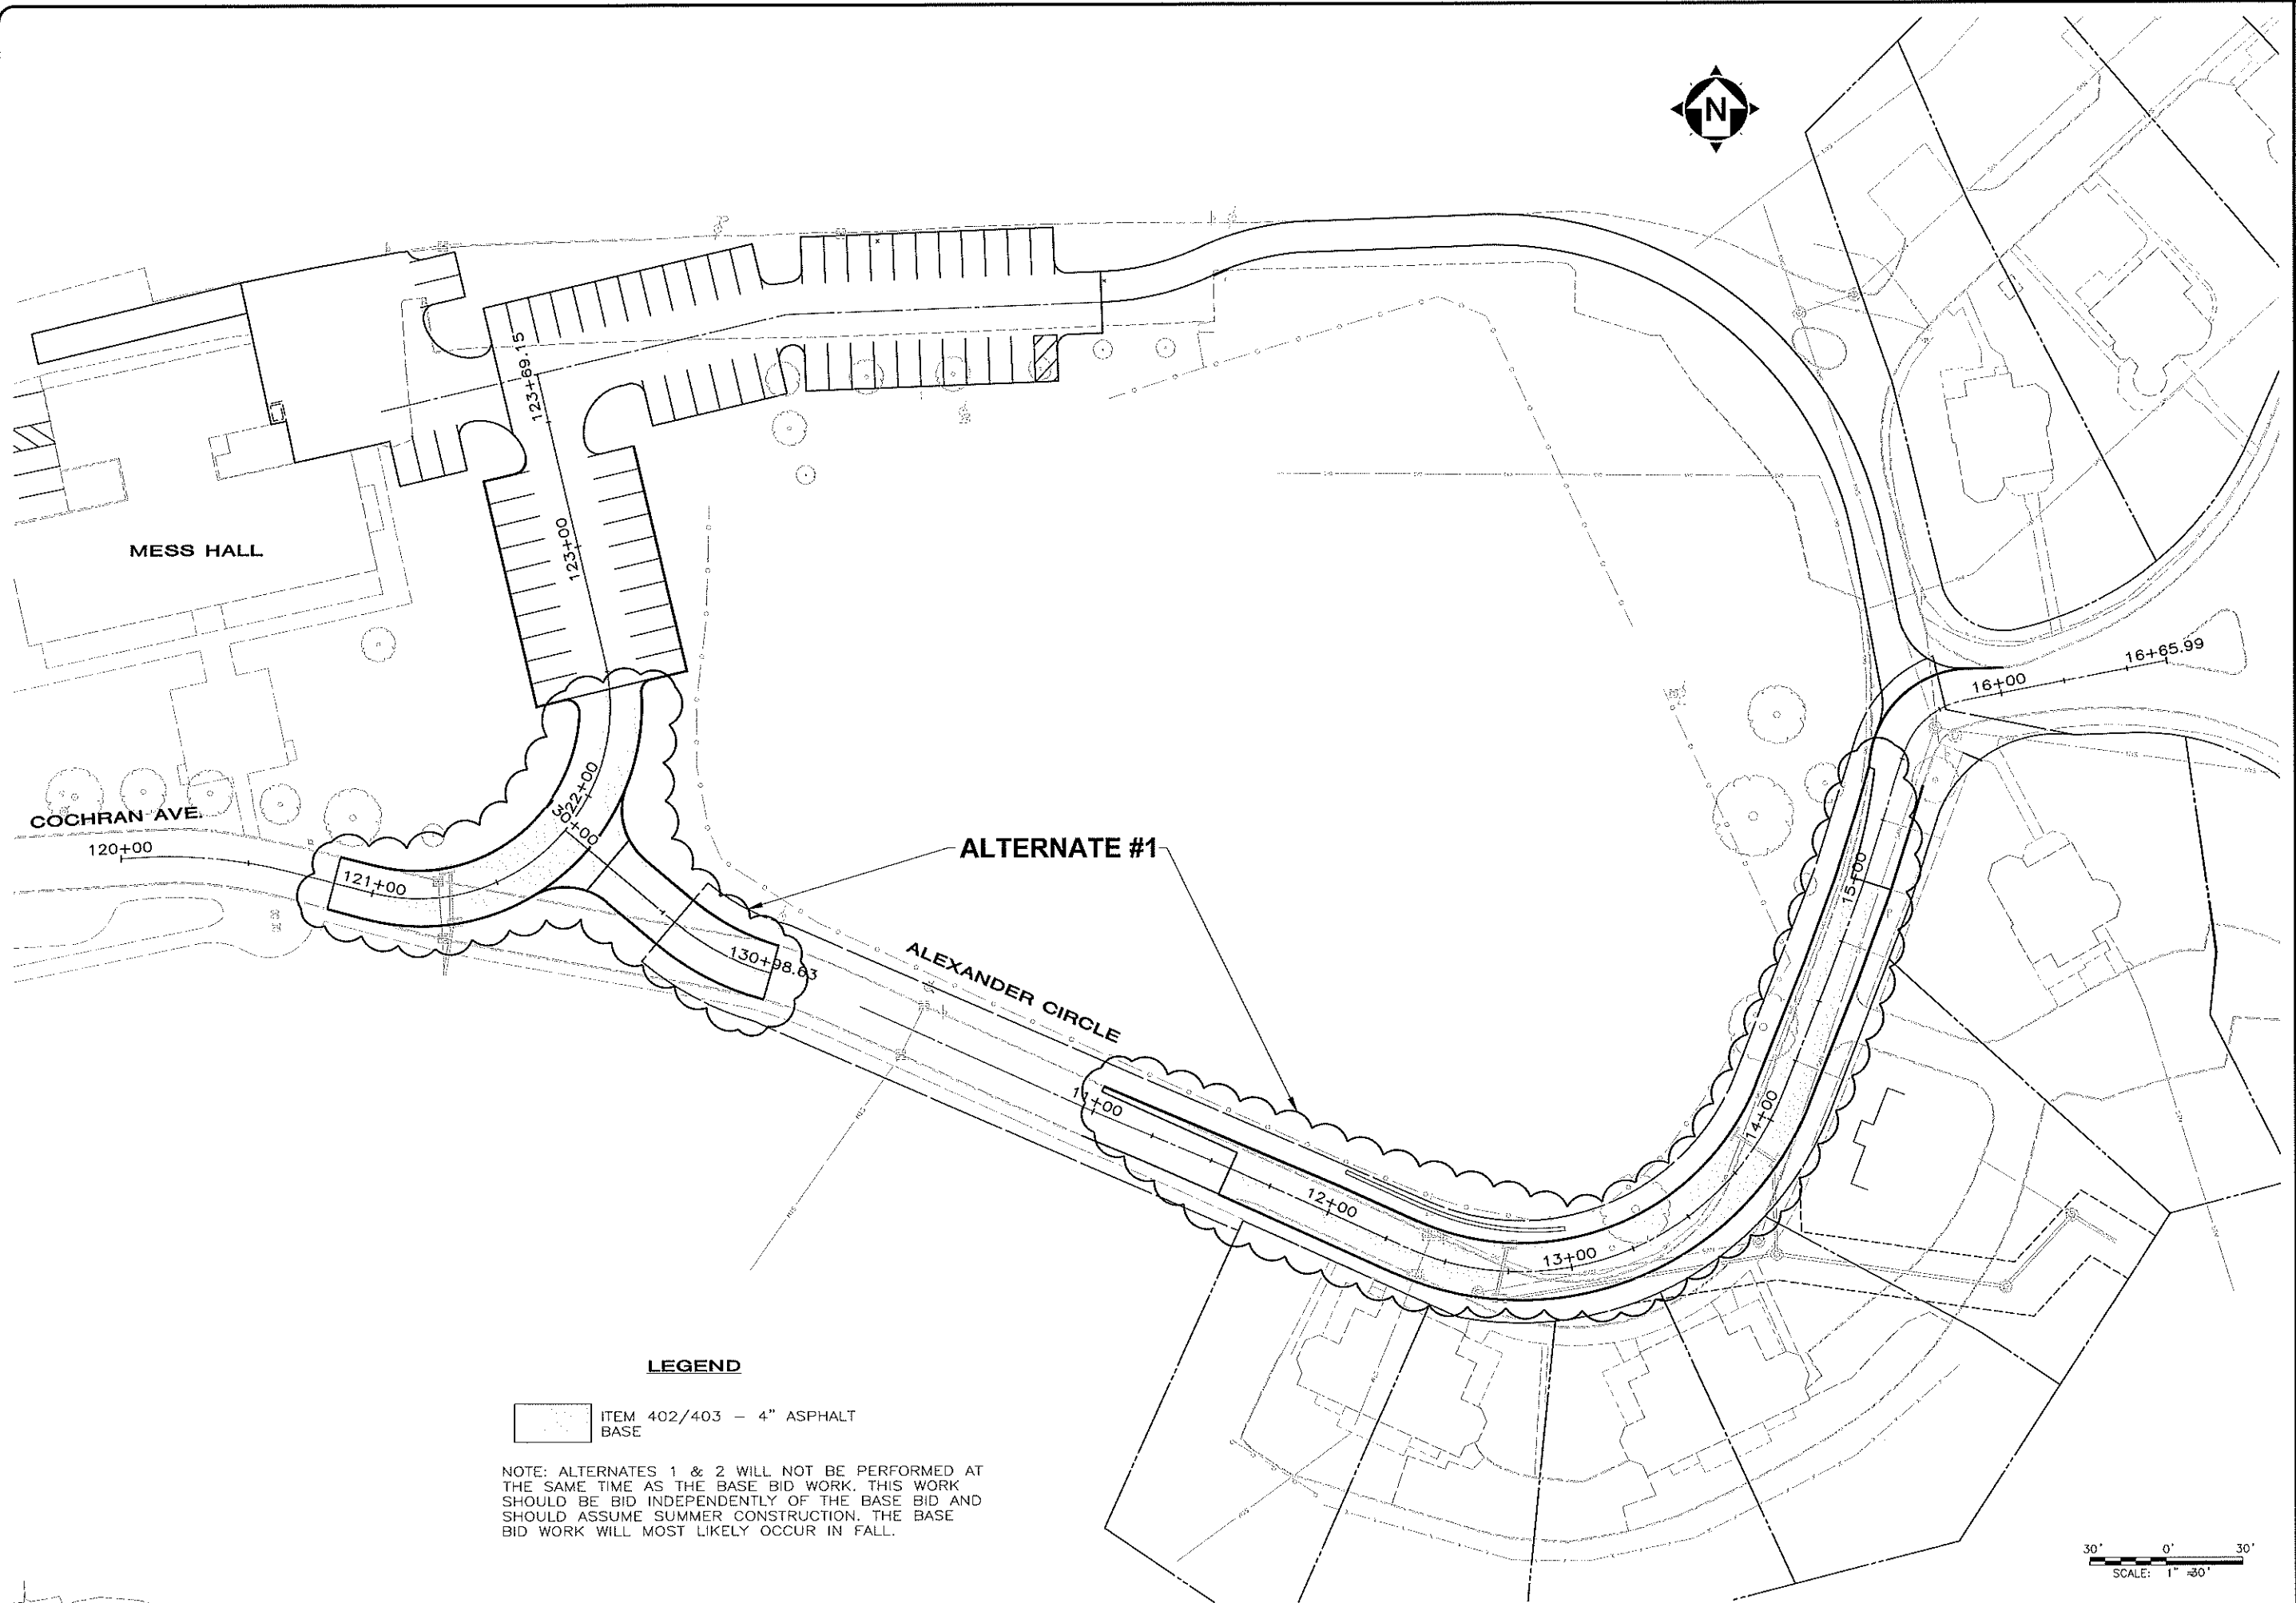 N
123+69.15
123+00
MESS HALL
16+65.99
16+00
22+00
30+00
COCHRAN AVE.
120+00
121+00
ALTERNATE #1
15+00
130+98.63
ALEXANDER CIRCLE
11+00
14+00
12+00
13+00
LEGEND
ITEM 402/403 - 4" ASPHALT
BASE
NOTE: ALTERNATES 1 & 2 WILL NOT BE PERFORMED AT
THE SAME TIME AS THE BASE BID WORK. THIS WORK
SHOULD BE BID INDEPENDENTLY OF THE BASE BID AND
SHOULD ASSUME SUMMER CONSTRUCTION. THE BASE
BID WORK WILL MOST LIKELY OCCUR IN FALL.
30' 0' 30'
SCALE: 1" =30'